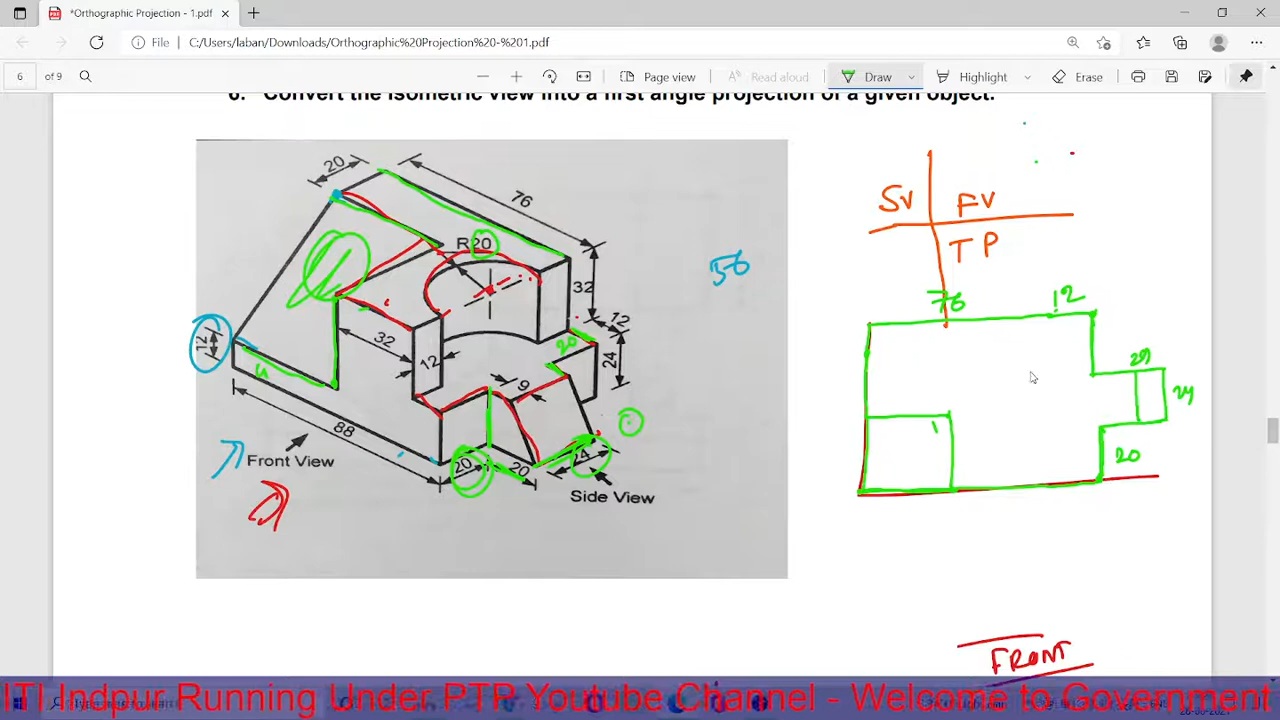 *Orthographic Projection - 1.pdf
File
C:/Users/laban/Downloads/Orthographic%20Projection%20-%201.pdf
6 of 9
Page view
Read aloud
Draw
Highlight
Erase
6. Convert the isometric view into a first angle projection of a given object.
20
76
R20
32
12
20
24
32
12
9
12
88
20
20
24
Front View
Side View
56
SV FV
TP
76
12
20
24
20
FRONT
ITI Indpur Running Under PTP Youtube Channel - Welcome to Government